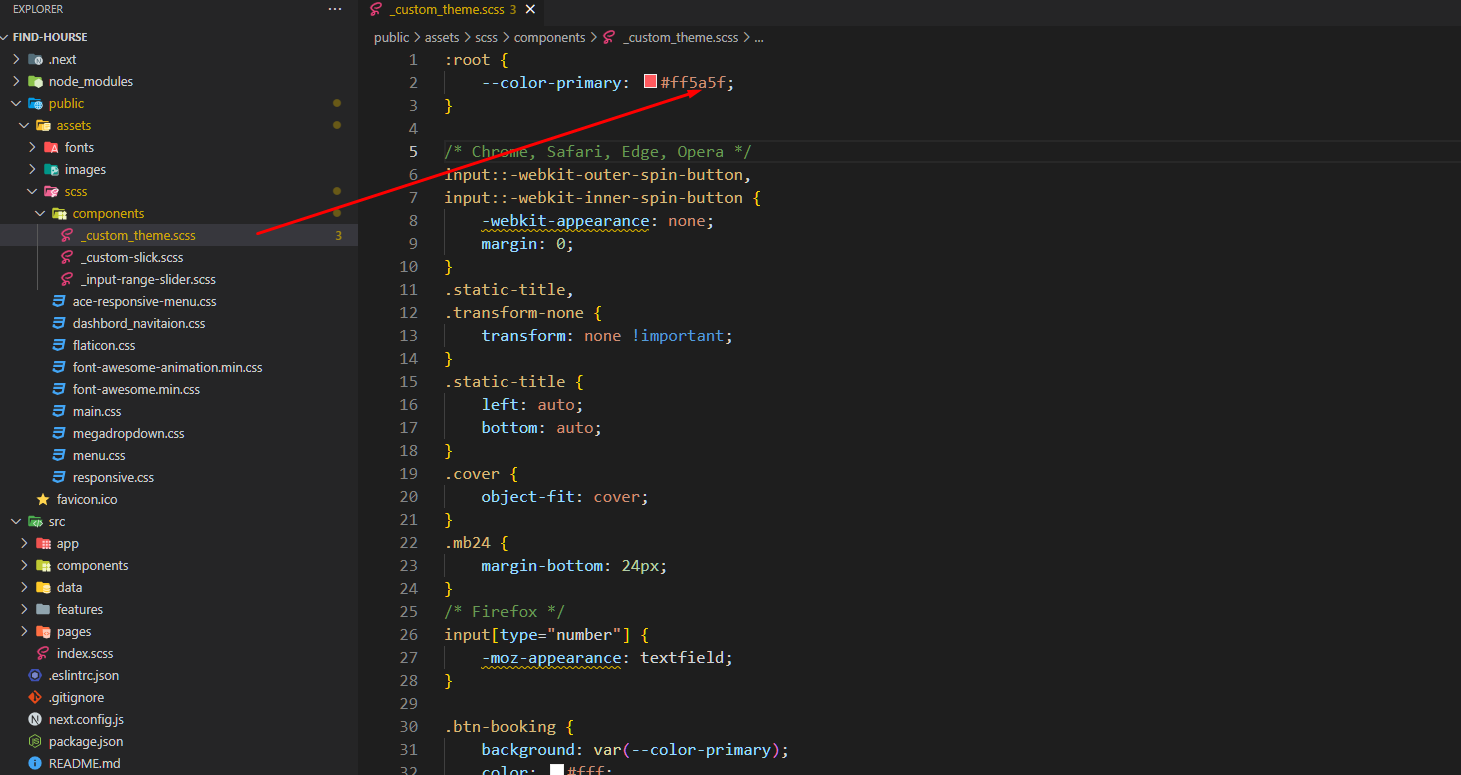 EXPLORER
···
FIND-HOURSE
.next
node_modules
public
assets
fonts
images
scss
components
_custom_theme.scss 3
_custom-slick.scss
_input-range-slider.scss
ace-responsive-menu.css
dashbord_navitaion.css
flaticon.css
font-awesome-animation.min.css
font-awesome.min.css
main.css
megadropdown.css
menu.css
responsive.css
favicon.ico
src
app
components
data
features
pages
index.scss
.eslintrc.json
.gitignore
next.config.js
package.json
README.md
_custom_theme.scss 3
public > assets > scss > components > _custom_theme.scss > ...
1 :root {
2 --color-primary: #ff5a5f;
3 }
4
5 /* Chrome, Safari, Edge, Opera */
6 input::-webkit-outer-spin-button,
7 input::-webkit-inner-spin-button {
8 -webkit-appearance: none;
9 margin: 0;
10 }
11 .static-title,
12 .transform-none {
13 transform: none !important;
14 }
15 .static-title {
16 left: auto;
17 bottom: auto;
18 }
19 .cover {
20 object-fit: cover;
21 }
22 .mb24 {
23 margin-bottom: 24px;
24 }
25 /* Firefox */
26 input[type="number"] {
27 -moz-appearance: textfield;
28 }
29
30 .btn-booking {
31 background: var(--color-primary);
32 color: #fff;